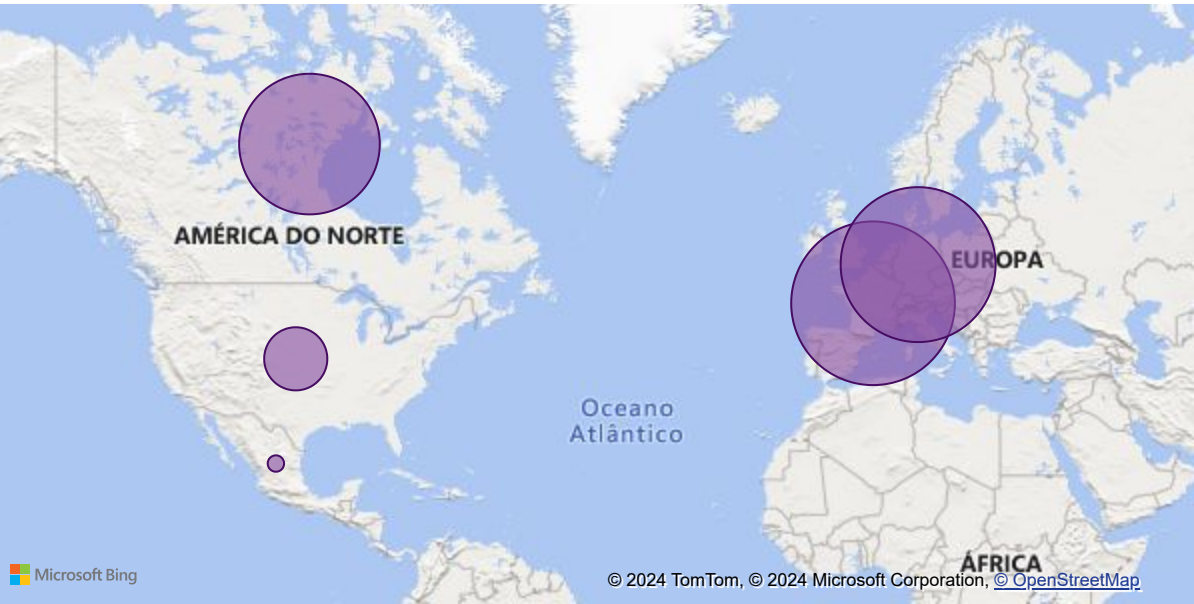 AMÉRICA DO NORTE
EUROPA
Oceano
Atlântico
ÁFRICA
Microsoft Bing
© 2024 TomTom, © 2024 Microsoft Corporation, © OpenStreetMap